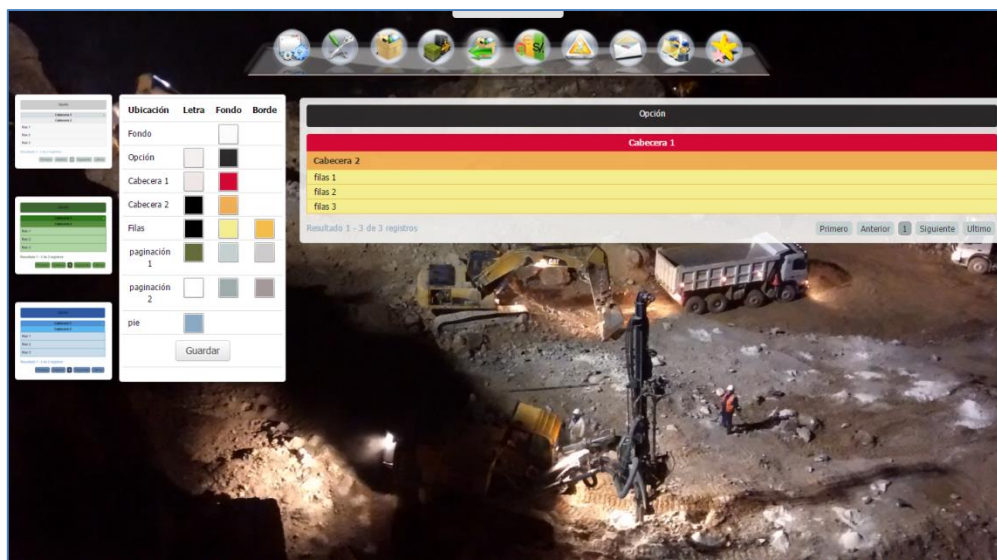 S/.
Opción
Cabecera 1
Cabecera 2
filas 1
filas 2
filas 3
Resultado 1 - 3 de 3 registros
Primero Anterior 1 Siguiente Ultimo
Ubicación Letra Fondo Borde
Fondo
Opción
Cabecera 1
Cabecera 2
Filas
paginación
1
paginación
2
pie
Guardar
CAT